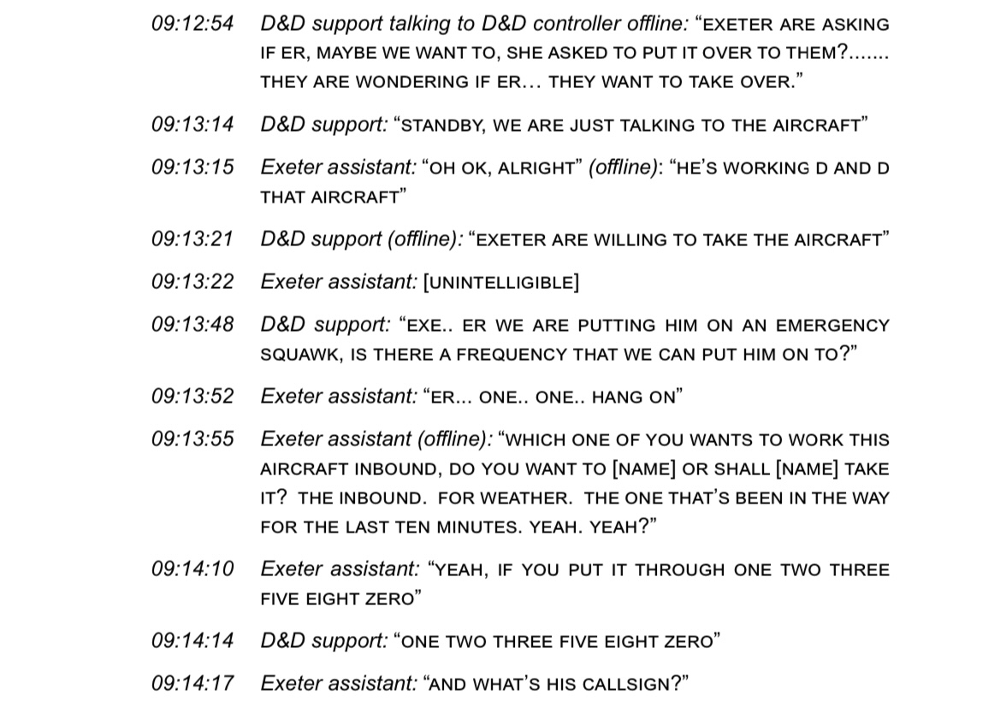 09:12:54 D&D support talking to D&D controller offline: “EXETER ARE ASKING
IF ER, MAYBE WE WANT TO, SHE ASKED TO PUT IT OVER TO THEM?.......
THEY ARE WONDERING IF ER... THEY WANT TO TAKE OVER.”
09:13:14 D&D support: “STANDBY, WE ARE JUST TALKING TO THE AIRCRAFT”
09:13:15 Exeter assistant: “OH OK, ALRIGHT” (offline): “HE’S WORKING D AND D
THAT AIRCRAFT”
09:13:21 D&D support (offline): “EXETER ARE WILLING TO TAKE THE AIRCRAFT”
09:13:22 Exeter assistant: [UNINTELLIGIBLE]
09:13:48 D&D support: “EXE.. ER WE ARE PUTTING HIM ON AN EMERGENCY
SQUAWK, IS THERE A FREQUENCY THAT WE CAN PUT HIM ON TO?”
09:13:52 Exeter assistant: “ER... ONE.. ONE.. HANG ON”
09:13:55 Exeter assistant (offline): “WHICH ONE OF YOU WANTS TO WORK THIS
AIRCRAFT INBOUND, DO YOU WANT TO [NAME] OR SHALL [NAME] TAKE
IT? THE INBOUND. FOR WEATHER. THE ONE THAT’S BEEN IN THE WAY
FOR THE LAST TEN MINUTES. YEAH. YEAH?”
09:14:10 Exeter assistant: “YEAH, IF YOU PUT IT THROUGH ONE TWO THREE
FIVE EIGHT ZERO”
09:14:14 D&D support: “ONE TWO THREE FIVE EIGHT ZERO”
09:14:17 Exeter assistant: “AND WHAT’S HIS CALLSIGN?”